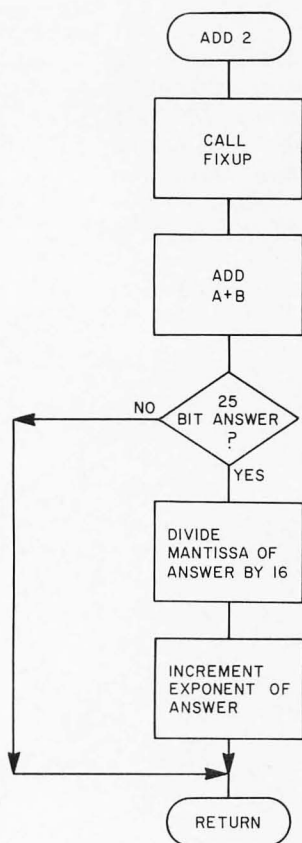 ADD 2
CALL
FIXUP
ADD
A+B
25
BIT ANSWER
?
NO
YES
DIVIDE
MANTISSA OF
ANSWER BY 16
INCREMENT
EXPONENT OF
ANSWER
RETURN